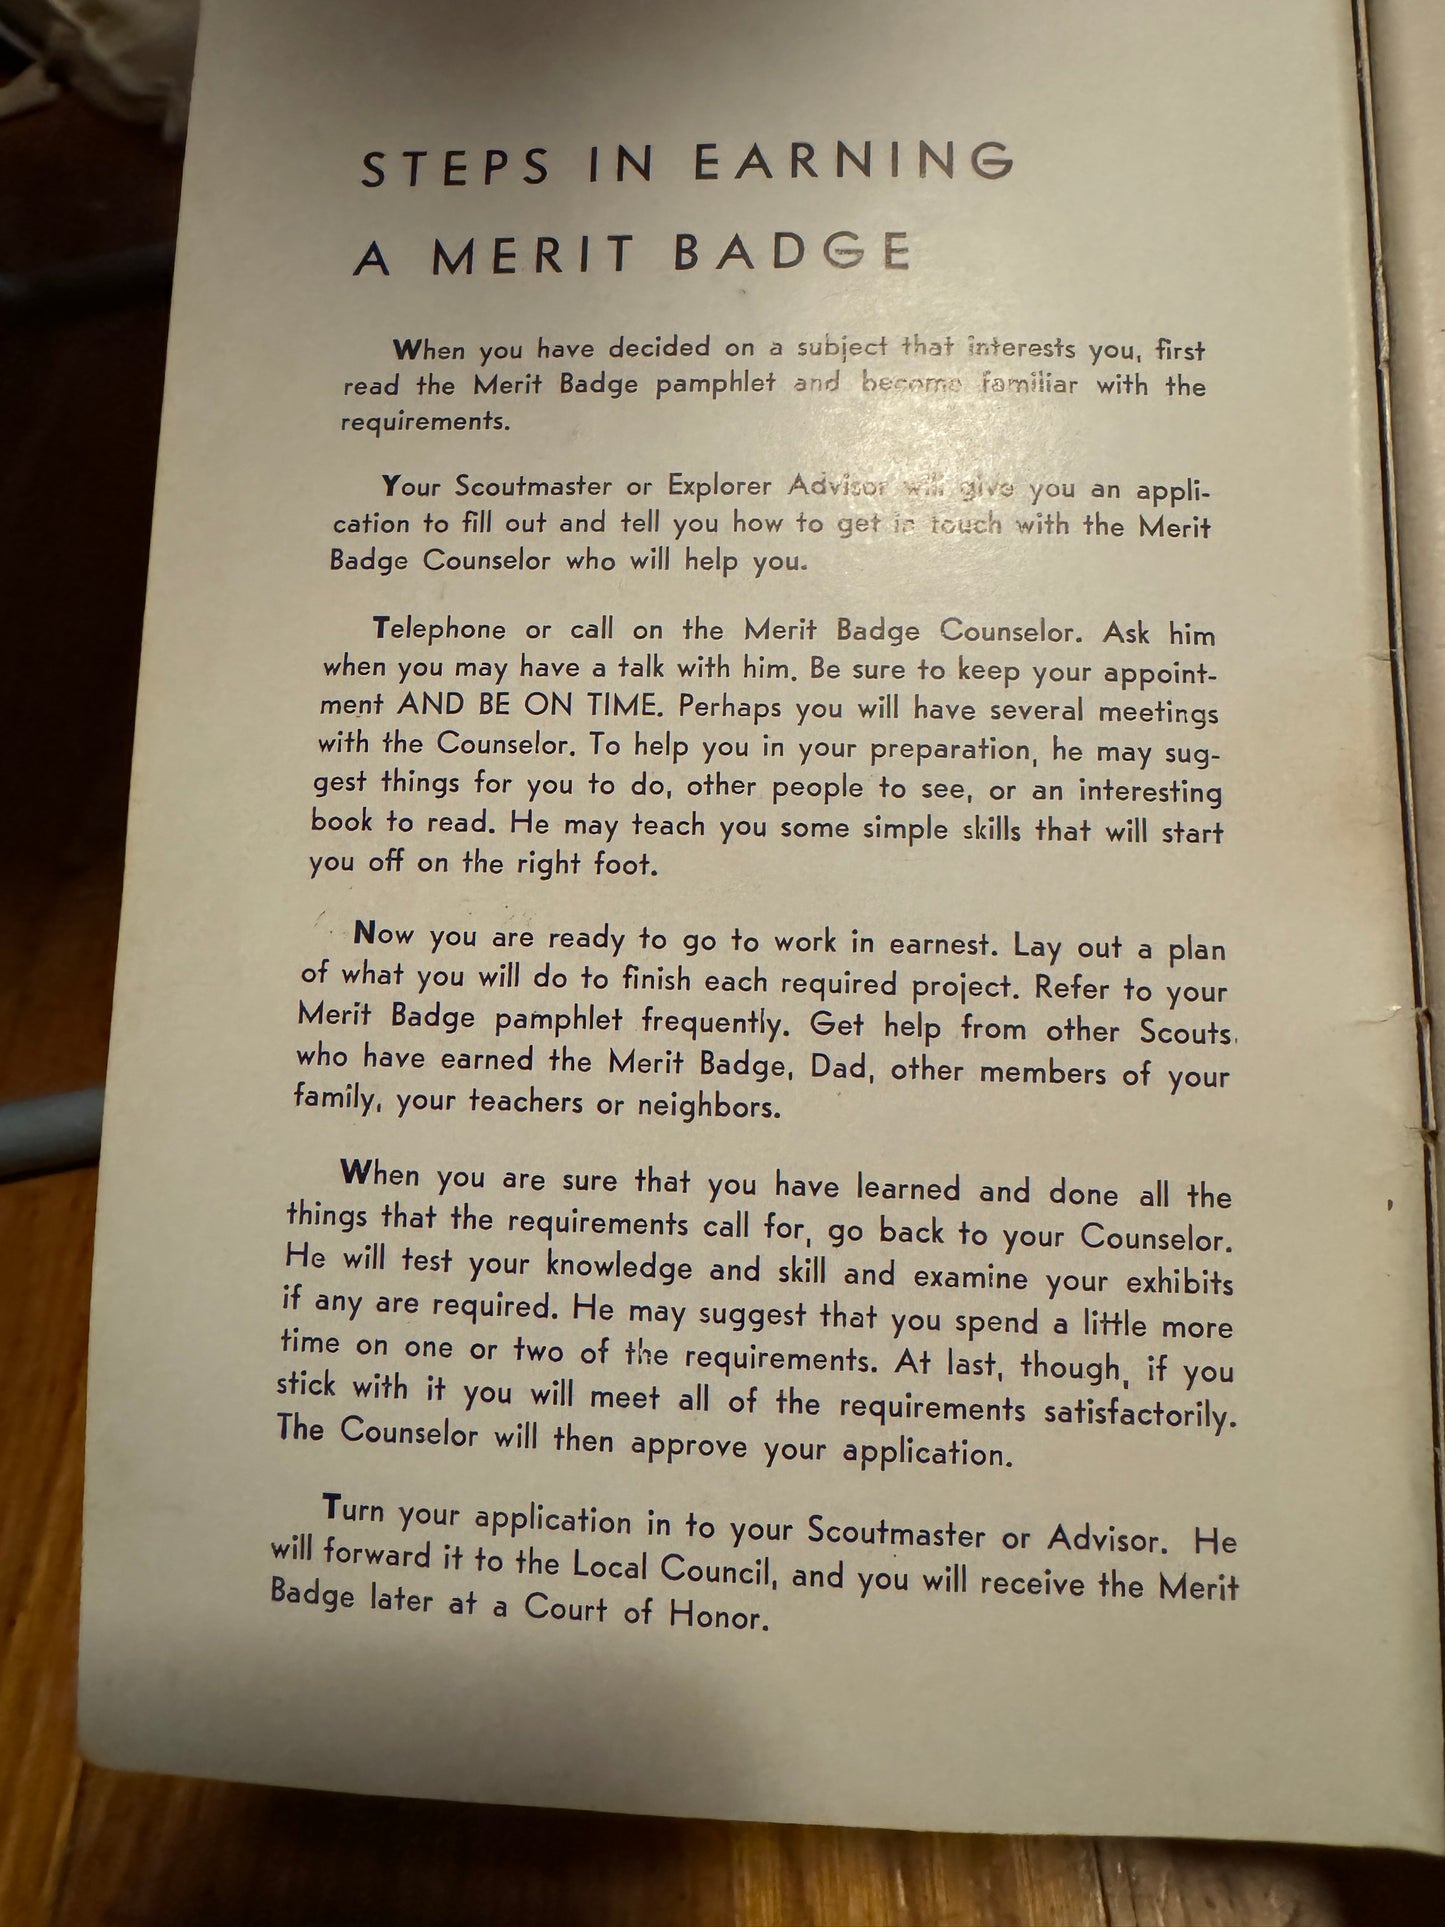 STEPS IN EARNING
A MERIT BADGE
When you have decided on a subject that interests you, first
read the Merit Badge pamphlet and become familiar with the
requirements.
Your Scoutmaster or Explorer Advisor will give you an appli-
cation to fill out and tell you how to get in touch with the Merit
Badge Counselor who will help you.
Telephone or call on the Merit Badge Counselor. Ask him
when you may have a talk with him. Be sure to keep your appoint-
ment AND BE ON TIME. Perhaps you will have several meetings
with the Counselor. To help you in your preparation, he may sug-
gest things for you to do, other people to see, or an interesting
book to read. He may teach you some simple skills that will start
you off on the right foot.
Now you are ready to go to work in earnest. Lay out a plan
of what you will do to finish each required project. Refer to your
Merit Badge pamphlet frequently. Get help from other Scouts
who have earned the Merit Badge, Dad, other members of your
family, your teachers or neighbors.
When you are sure that you have learned and done all the
things that the requirements call for, go back to your Counselor.
He will test your knowledge and skill and examine your exhibits
if any are required. He may suggest that you spend a little more
time on one or two of the requirements. At last, though, if you
stick with it you will meet all of the requirements satisfactorily.
The Counselor will then approve your application.
Turn your application in to your Scoutmaster or Advisor. He
will forward it to the Local Council, and you will receive the Merit
Badge later at a Court of Honor.